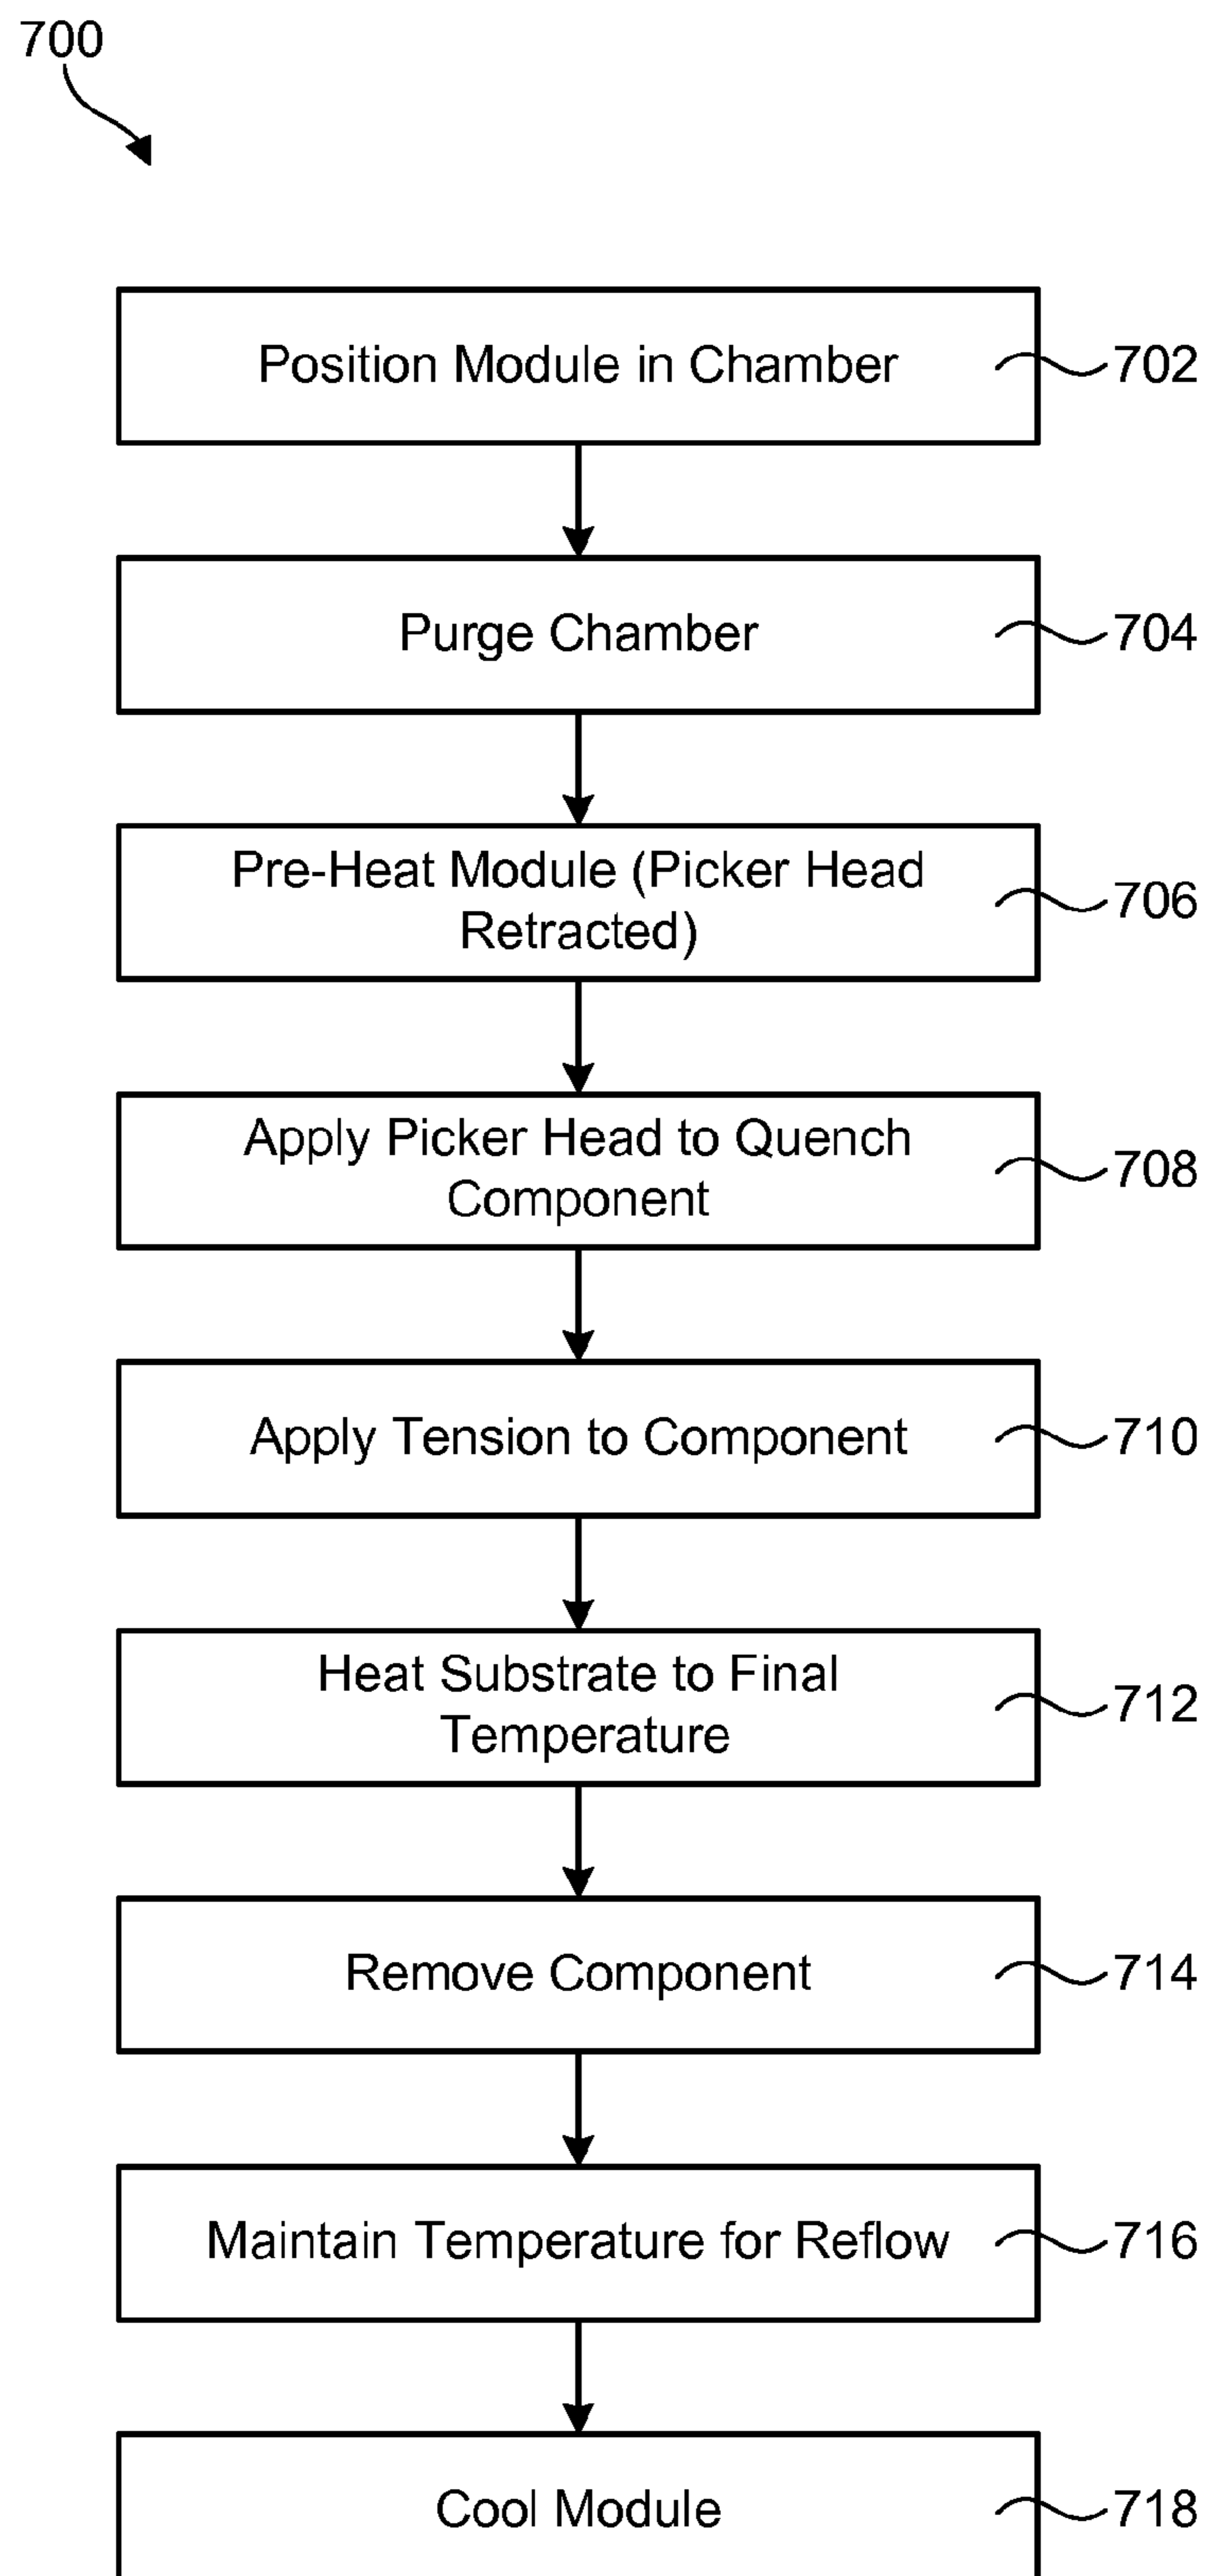 700
Position Module in Chamber
702
Purge Chamber
704
Pre-Heat Module (Picker Head
Retracted)
706
Apply Picker Head to Quench
Component
708
Apply Tension to Component
710
Heat Substrate to Final
Temperature
712
Remove Component
714
Maintain Temperature for Reflow
716
Cool Module
718